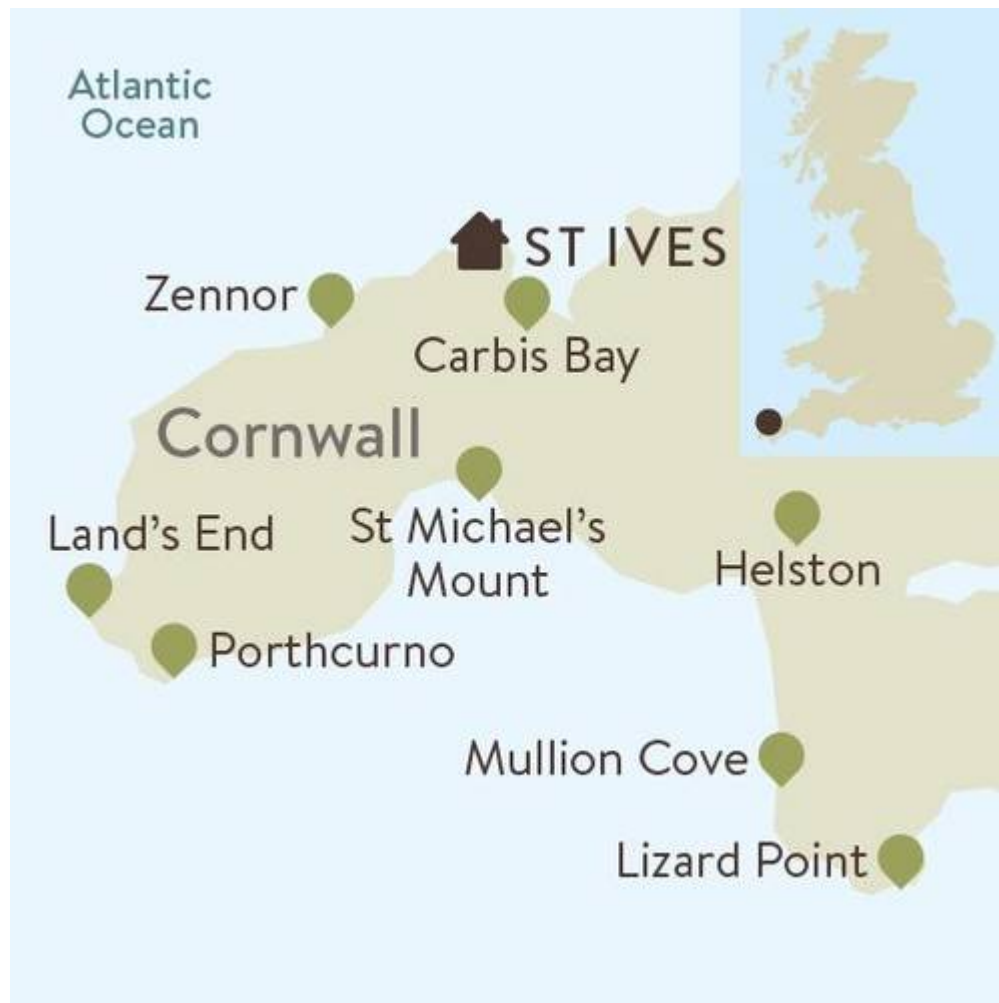 Atlantic
Ocean
ST IVES
Zennor
Carbis Bay
Cornwall
Land's End
St Michael's
Mount
Helston
Porthcurno
Mullion Cove
Lizard Point